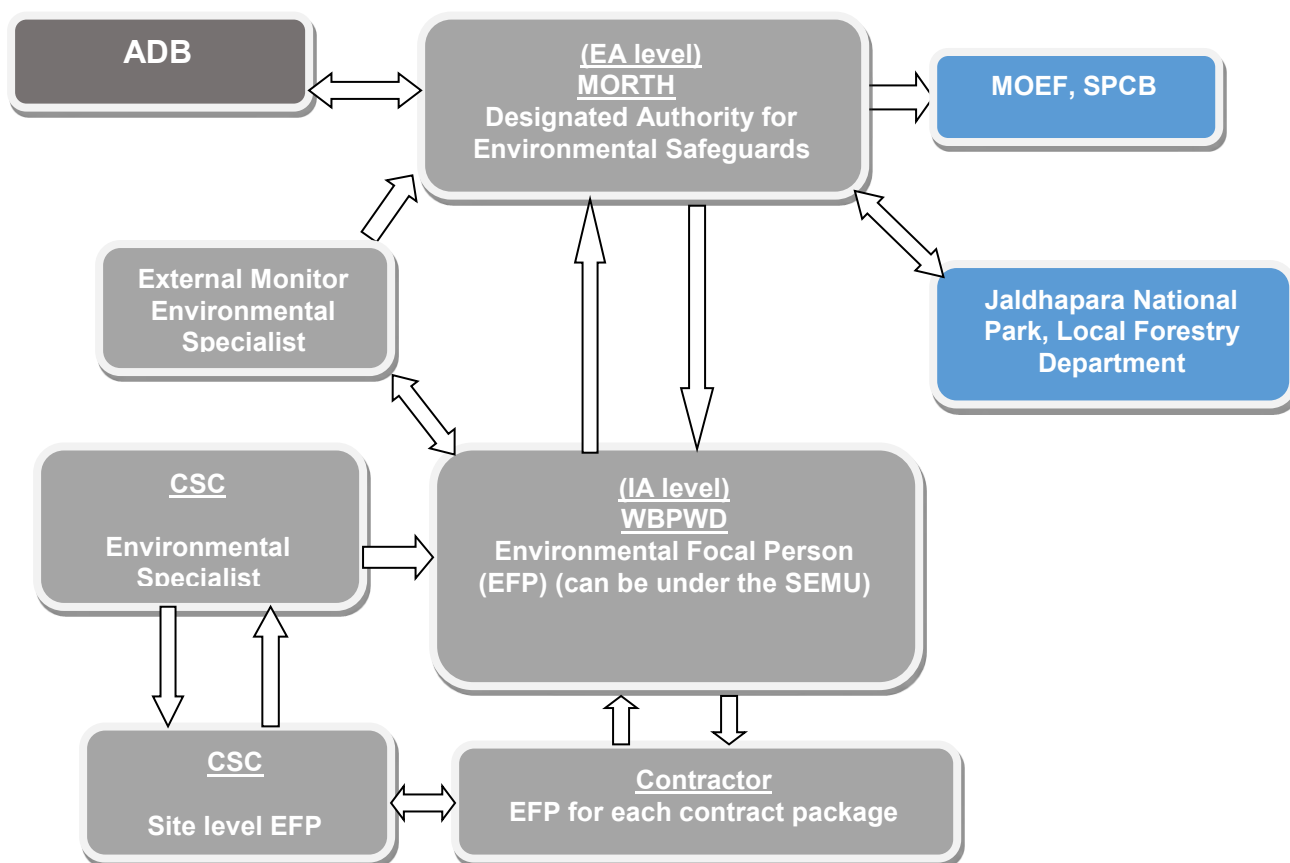 ADB
(EA level)
MORTH
Designated Authority for
Environmental Safeguards
MOEF, SPCB
External Monitor
Environmental
Specialist
Jaldhapara National
Park, Local Forestry
Department
CSC
Environmental
Specialist
(IA level)
WBPWD
Environmental Focal Person
(EFP) (can be under the SEMU)
CSC
Site level EFP
Contractor
EFP for each contract package